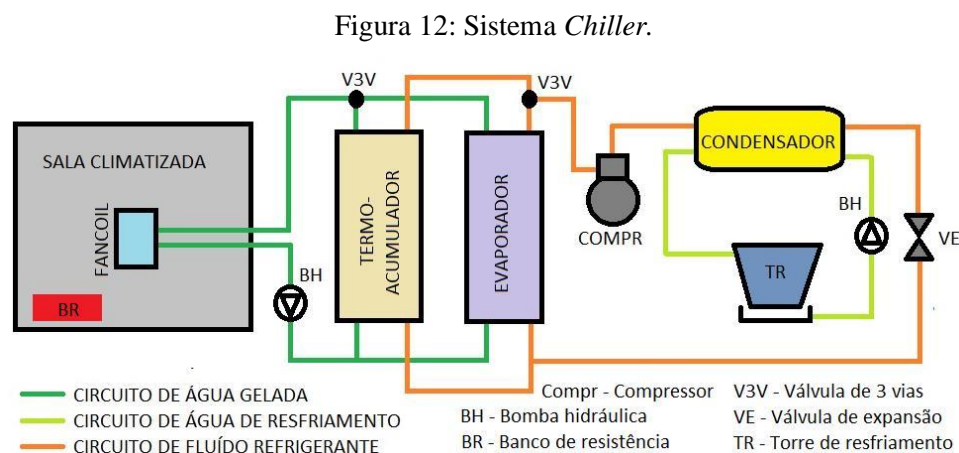 Figura 12: Sistema Chiller.
V3V
V3V
SALA CLIMATIZADA
FANCOIL
BR
BH
TERMO-
ACUMULADOR
EVAPORADOR
COMPR
CONDENSADOR
BH
TR
VE
CIRCUITO DE ÁGUA GELADA
CIRCUITO DE ÁGUA DE RESFRIAMENTO
CIRCUITO DE FLUÍDO REFRIGERANTE
Compr - Compressor
BH - Bomba hidráulica
BR - Banco de resistência
V3V - Válvula de 3 vias
VE - Válvula de expansão
TR - Torre de resfriamento